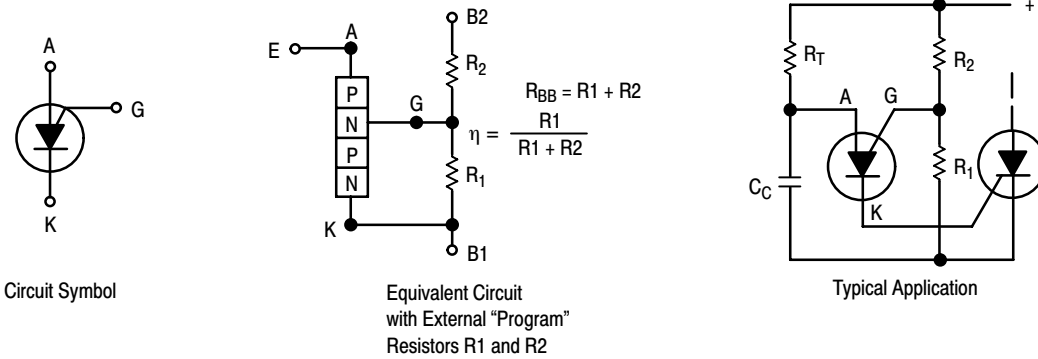 A
G
K
Circuit Symbol
E
A
B2
R2
P
N
P
N
G
RBB = R1 + R2
η = R1
R1 + R2
R1
K
B1
Equivalent Circuit
with External “Program”
Resistors R1 and R2
+
RT
R2
A
G
CC
R1
K
Typical Application